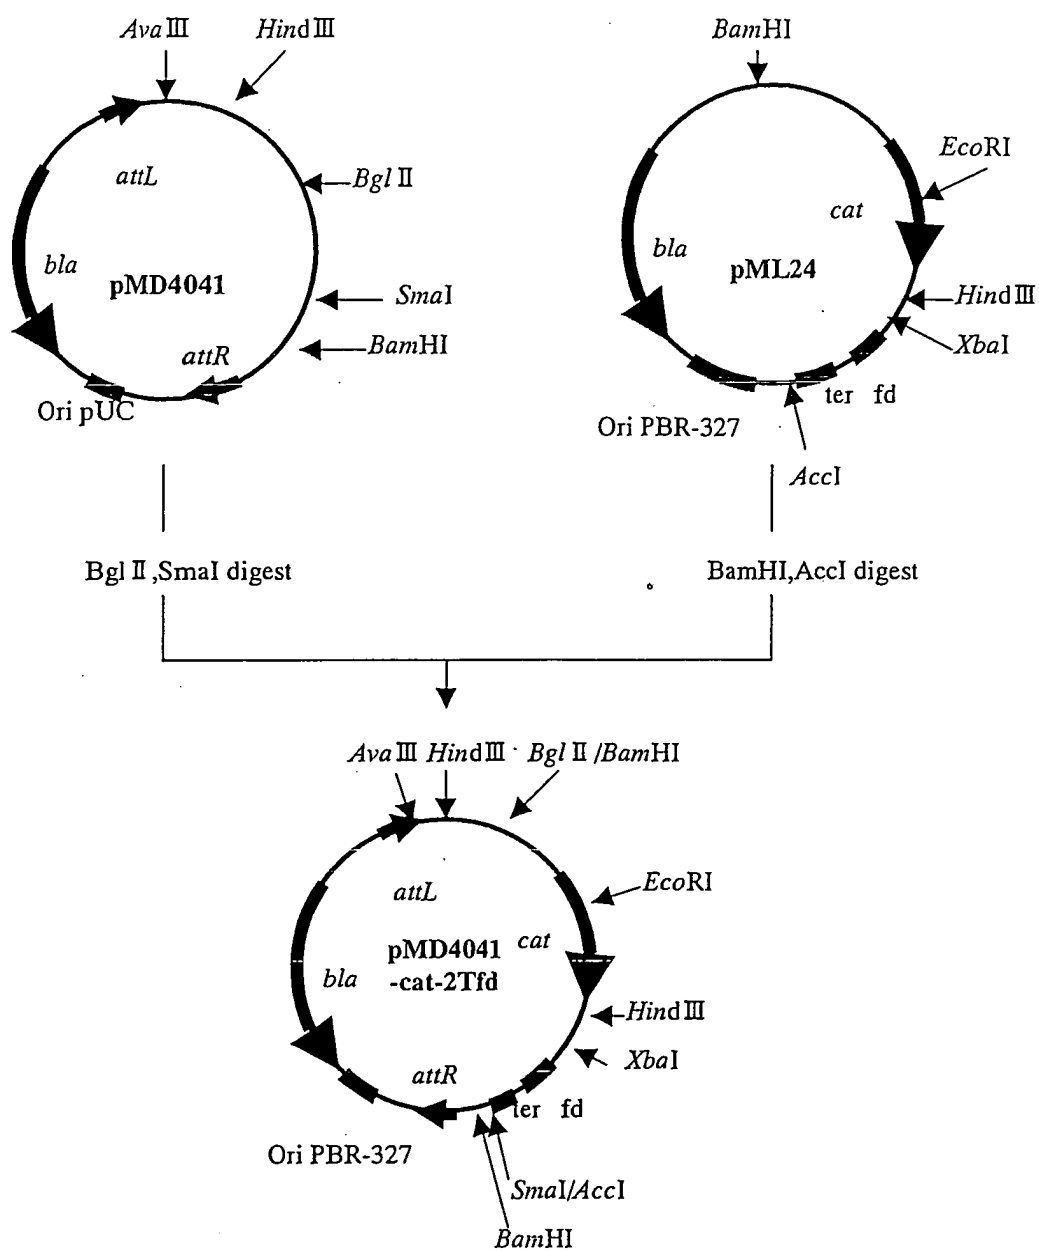 AvaⅢ
HindⅢ
BglⅡ
SmaI
BamHI
attL
bla
pMD4041
attR
Ori pUC
BamHI
EcoRI
cat
bla
pML24
HindⅢ
XbaI
ter fd
Ori PBR-327
AccI
BglⅡ,SmaI digest
BamHI,AccI digest
AvaⅢ HindⅢ BglⅡ/BamHI
EcoRI
attL
cat
pMD4041
-cat-2Tfd
bla
HindⅢ
XbaI
attR
ter fd
Ori PBR-327
SmaI/AccI
BamHI